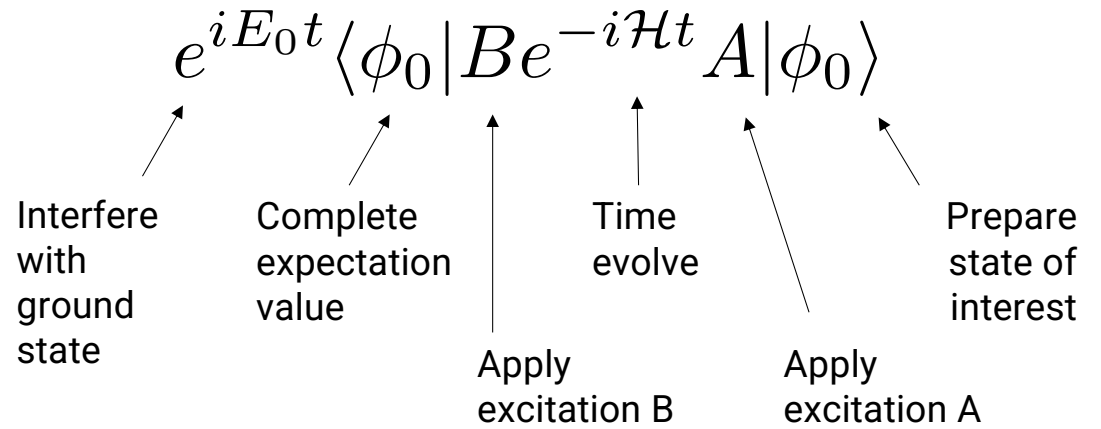 e^{iE_0t}⟨ϕ_0|Be^{-iℋt}A|ϕ_0⟩
Interfere
with
ground
state
Complete
expectation
value
Apply
excitation B
Time
evolve
Apply
excitation A
Prepare
state of
interest